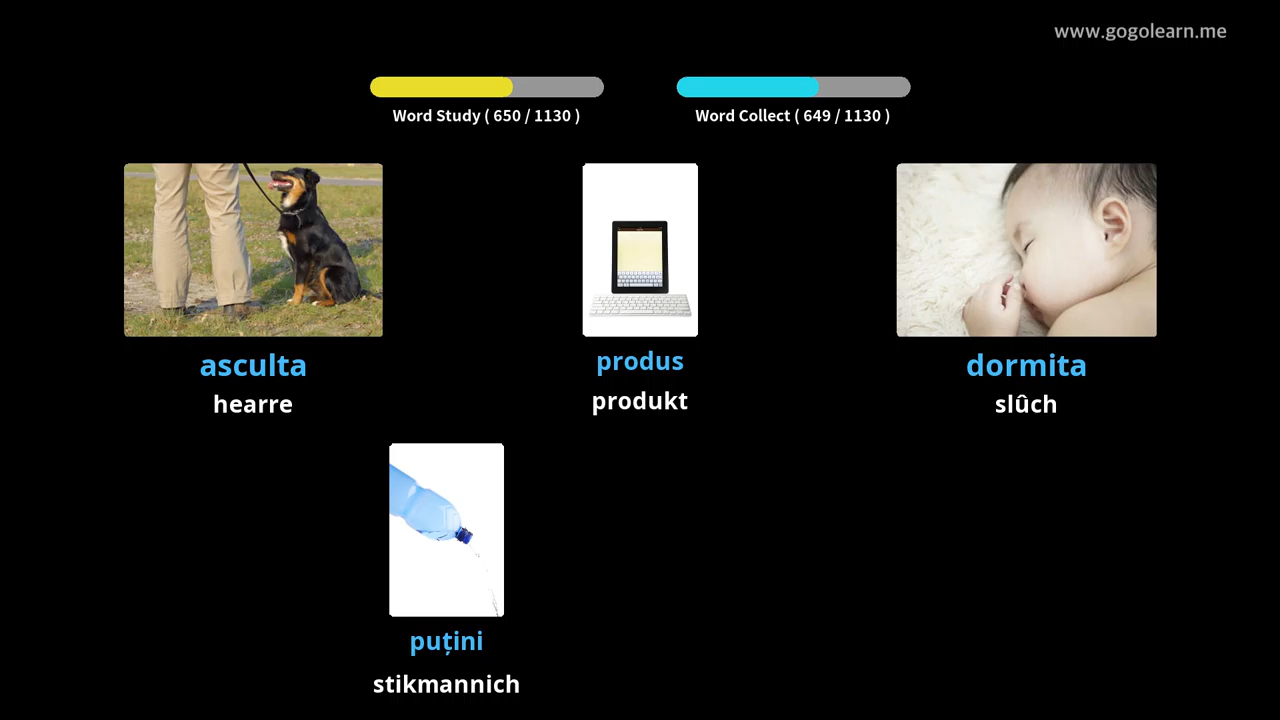 www.gogolearn.me
Word Study ( 650 / 1130 )
Word Collect ( 649 / 1130 )
asculta
hearre
produs
produkt
dormita
slûch
puțini
stikmannich